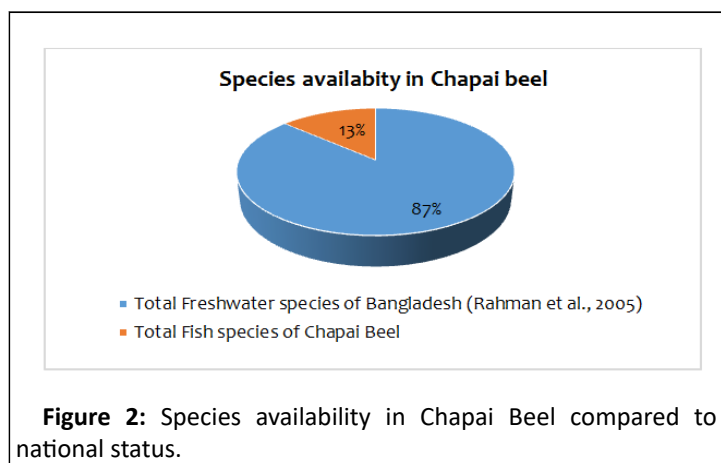 Species availabity in Chapai beel
13%
87%
Total Freshwater species of Bangladesh (Rahman et al., 2005)
Total Fish species of Chapai Beel
Figure 2: Species availability in Chapai Beel compared to
national status.